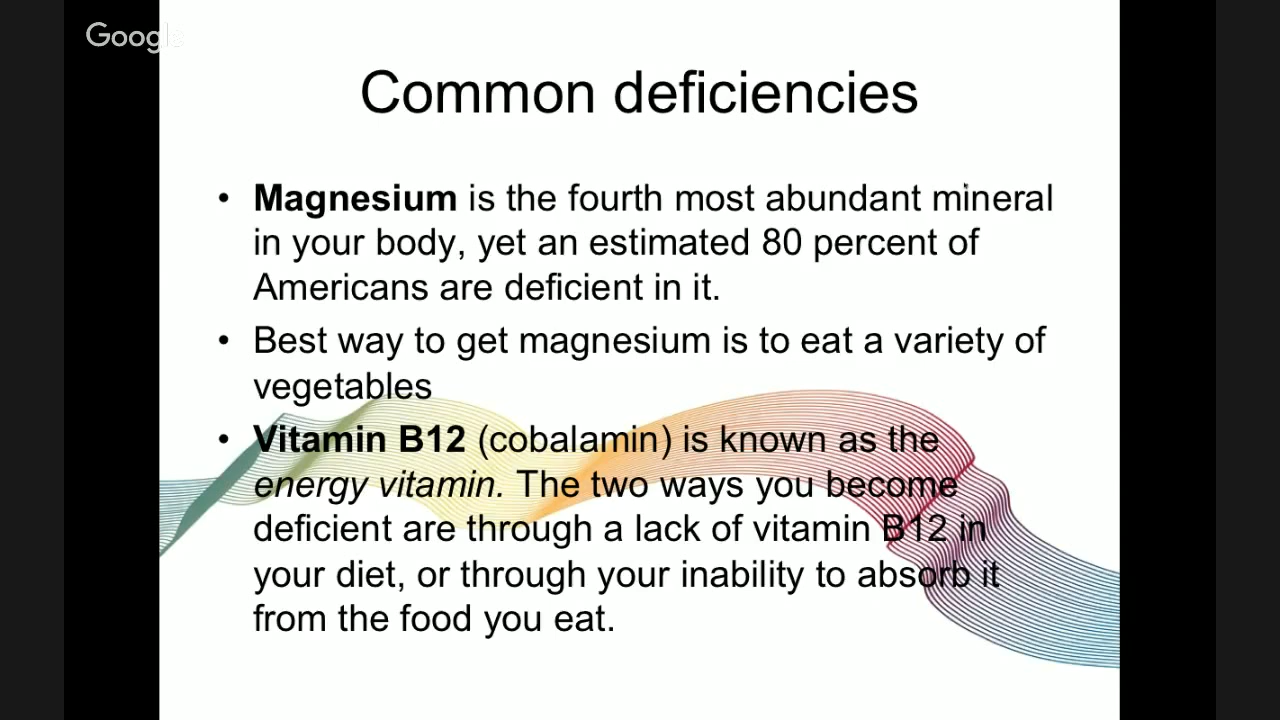 Google
Common deficiencies
• Magnesium is the fourth most abundant mineral
in your body, yet an estimated 80 percent of
Americans are deficient in it.
• Best way to get magnesium is to eat a variety of
vegetables
• Vitamin B12 (cobalamin) is known as the
energy vitamin. The two ways you become
deficient are through a lack of vitamin B12 in
your diet, or through your inability to absorb it
from the food you eat.